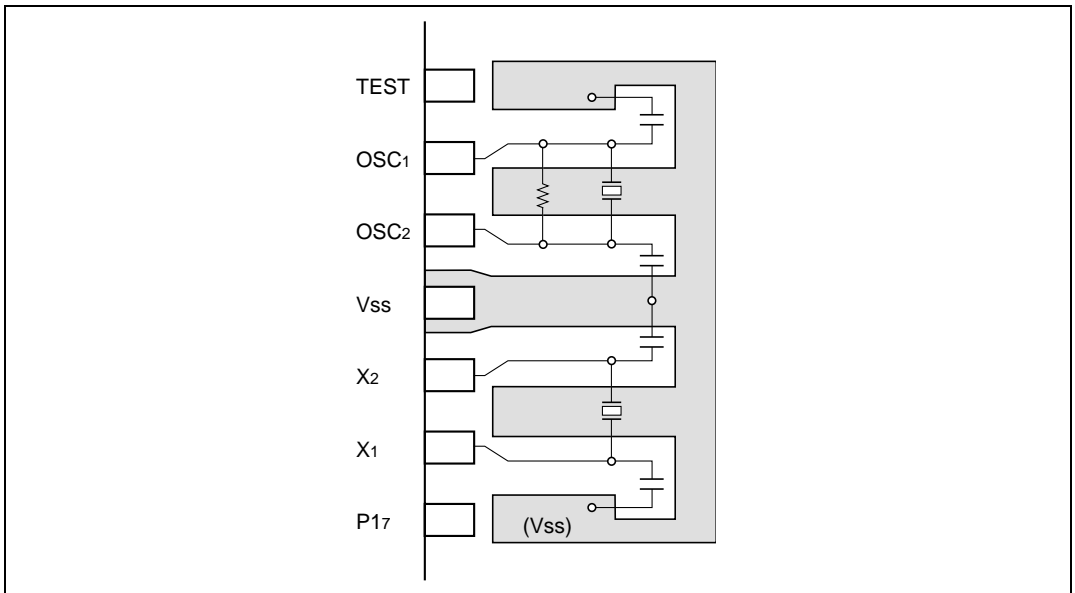 TEST
OSC1
OSC2
Vss
X2
X1
P17
(Vss)